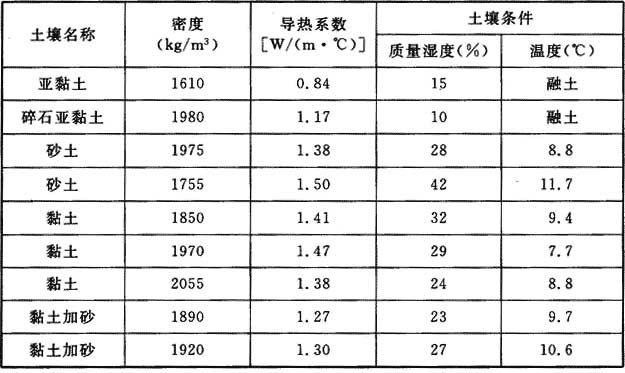 土壤名称 密度 (kg/m³) 导热系数 [W/(m·℃)] 土壤条件
质量湿度(%) 温度(℃)
亚黏土 1610 0.84 15 融土
碎石亚黏土 1980 1.17 10 融土
砂土 1975 1.38 28 8.8
砂土 1755 1.50 42 11.7
黏土 1850 1.41 32 9.4
黏土 1970 1.47 29 7.7
黏土 2055 1.38 24 8.8
黏土加砂 1890 1.27 23 9.7
黏土加砂 1920 1.30 27 10.6